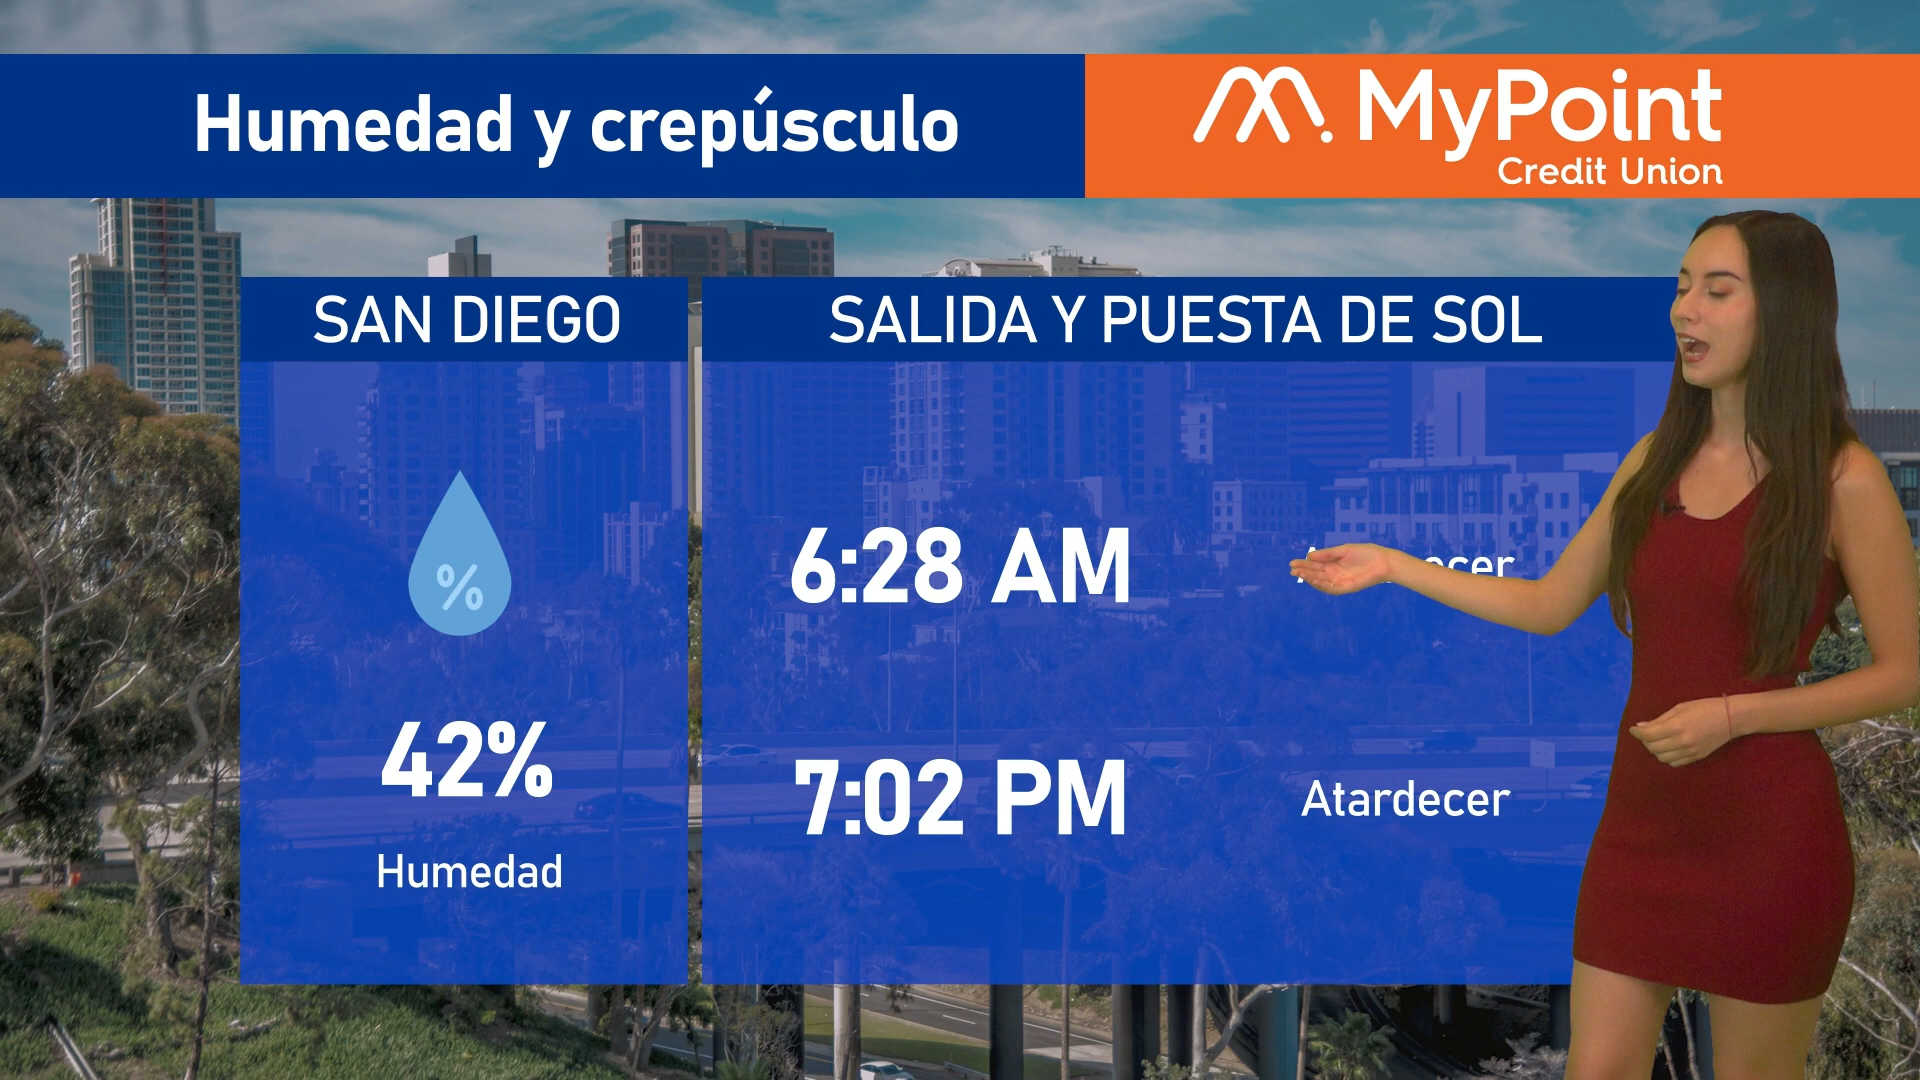 Humedad y crepúsculo
MyPoint
Credit Union
SAN DIEGO
SALIDA Y PUESTA DE SOL
%
42%
Humedad
6:28 AM
7:02 PM
Atardecer